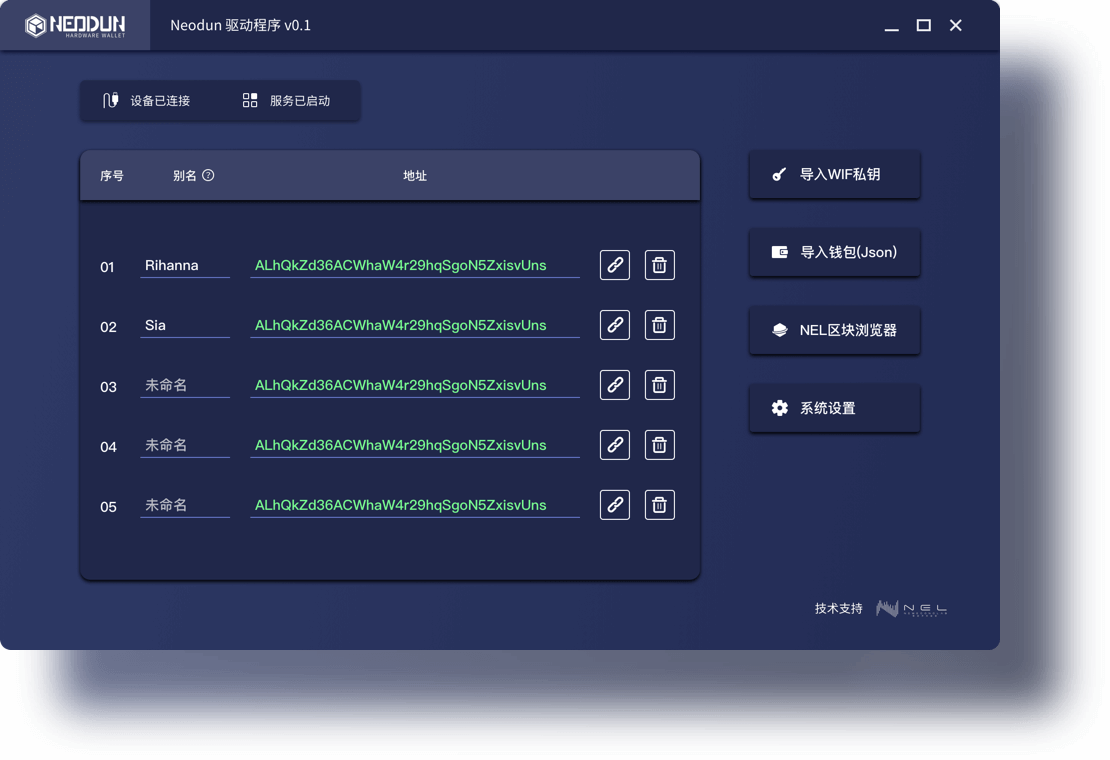 NEODUN
HARDWARE WALLET
Neodun 驱动程序 v0.1
设备已连接 服务已启动
序号 别名 ? 地址
01 Rihanna ALhQkZd36ACWhaW4r29hqSgoN5ZxisvUns
02 Sia ALhQkZd36ACWhaW4r29hqSgoN5ZxisvUns
03 未命名 ALhQkZd36ACWhaW4r29hqSgoN5ZxisvUns
04 未命名 ALhQkZd36ACWhaW4r29hqSgoN5ZxisvUns
05 未命名 ALhQkZd36ACWhaW4r29hqSgoN5ZxisvUns
导入WIF私钥
导入钱包(Json)
NEL区块浏览器
系统设置
技术支持 NEL